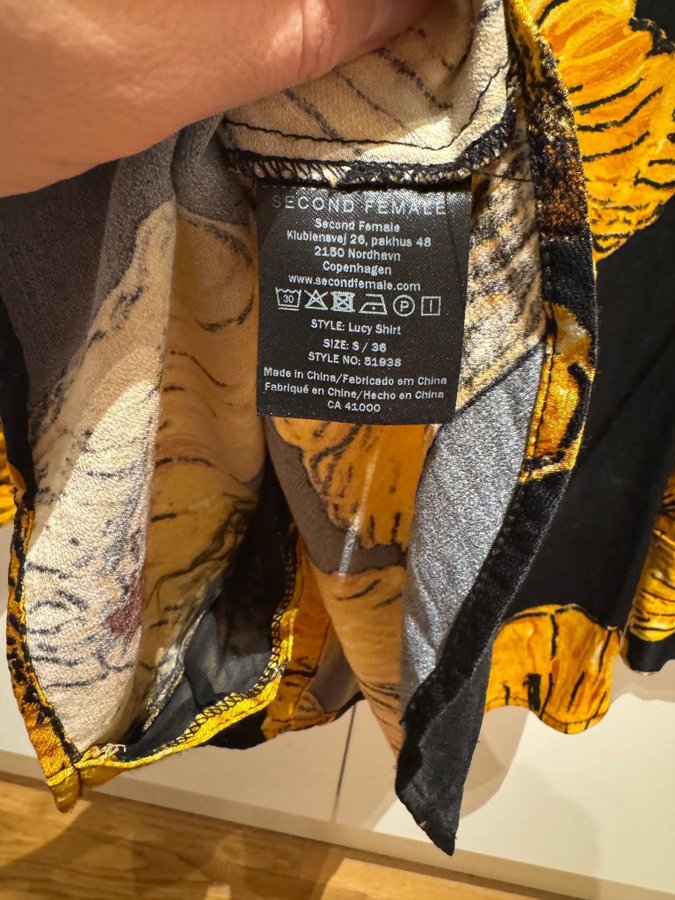 SECOND FEMALE
Second Female
Klubiensvej 26, pakhus 48
2150 Nordhavn
Copenhagen
www.secondfemale.com
30 P
STYLE: Lucy Shirt
SIZE: S / 36
STYLE NO: 51938
Made in China/Fabricado em China
Fabriqué en Chine/Hecho en China
CA 41000